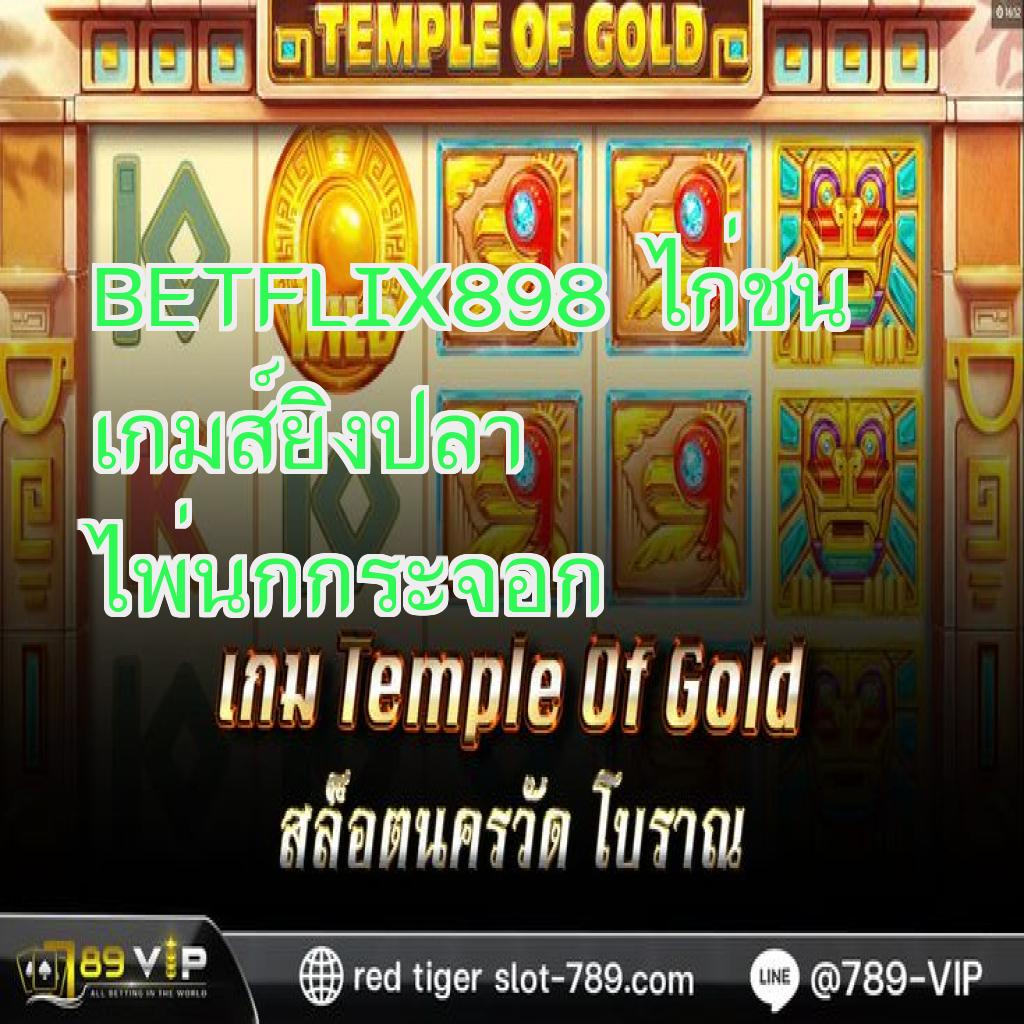 TEMPLE OF GOLD
WILD
BETFLIX898 ไก่ชน
เกมส์ยิงปลา
K
ไพ่นกกระจอก
เกม Temple Of Gold
สล็อตนครวัด โบราณ
789 VIP
ALL BETTING IN THE WORLD
red tiger slot-789.com
LINE
@789-VIP